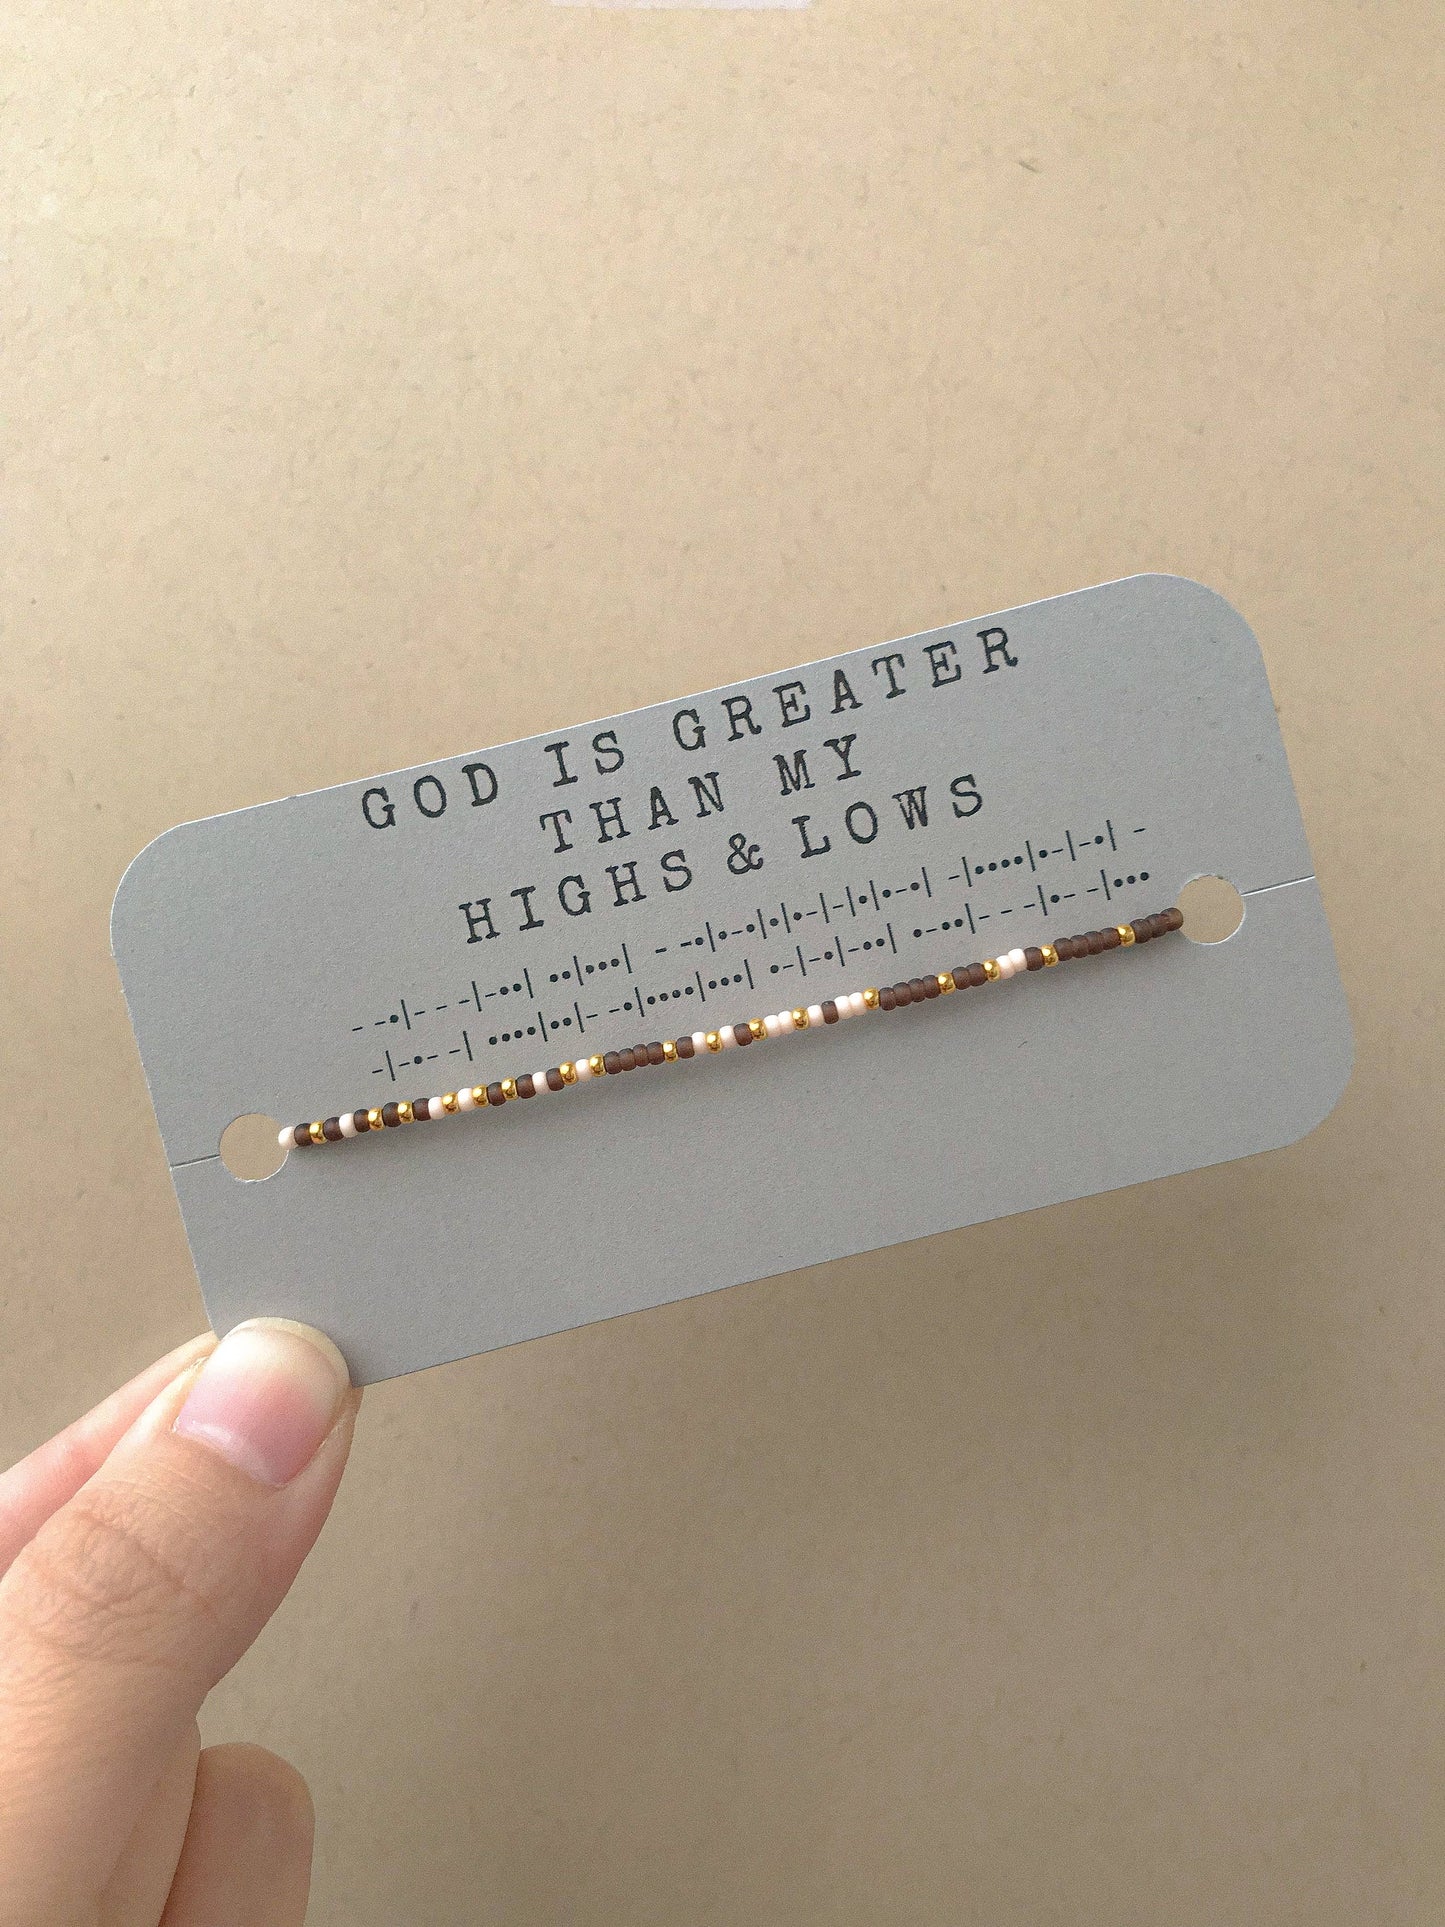 GOD IS GREATER
THAN MY
HIGHS & LOWS
- -•|- - -|-••| ••|•••| - -•|•-•|•|•-|-|•|•-•| -|••••|•-|-•| -
-|-•- -| ••••|••|- -•|••••|•••| •-|-•|-••| •-••|- - -|•- -|•••